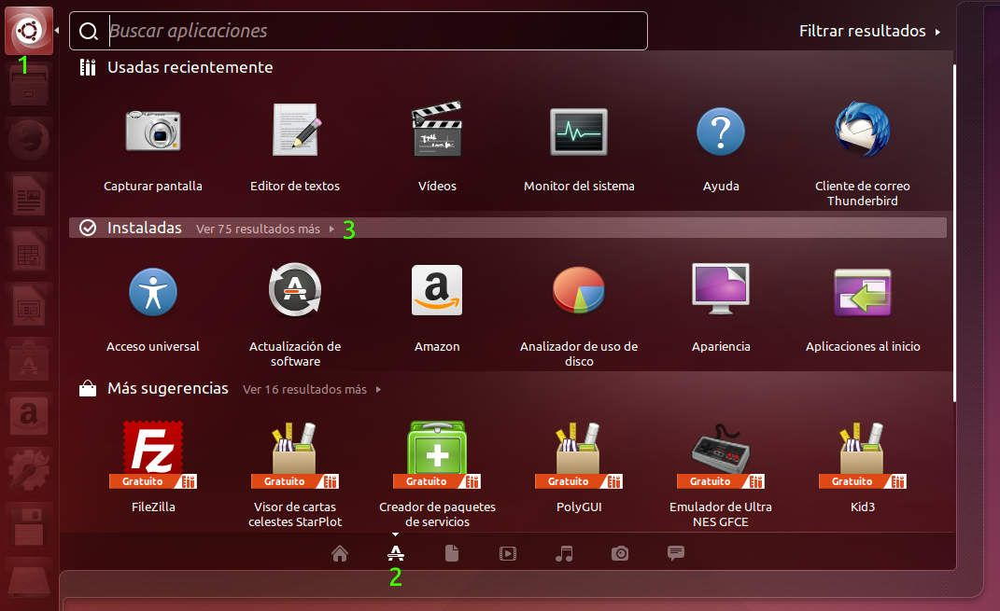 Buscar aplicaciones
Filtrar resultados
1
Usadas recientemente
Capturar pantalla
Editor de textos
Vídeos
Monitor del sistema
Ayuda
Cliente de correo
Thunderbird
Instaladas Ver 75 resultados más 3
Acceso universal
Actualización de
software
Amazon
Analizador de uso de
disco
Apariencia
Aplicaciones al inicio
Más sugerencias Ver 16 resultados más
Gratuito
Gratuito
Gratuito
Gratuito
Gratuito
Gratuito
FileZilla
Visor de cartas
celestes StarPlot
Creador de paquetes
de servicios
PolyGUI
Emulador de Ultra
NES GFCE
Kid3
2